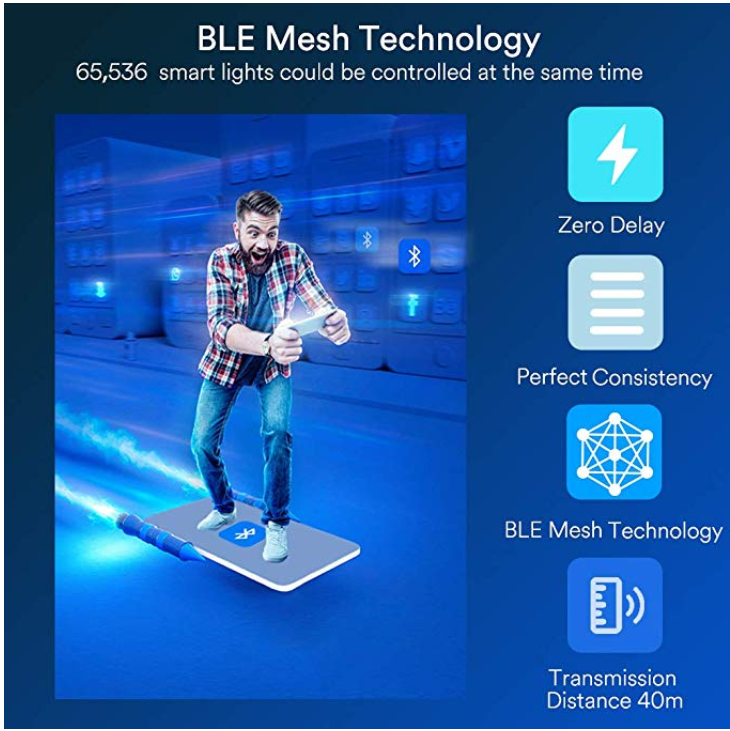 BLE Mesh Technology
65,536 smart lights could be controlled at the same time
Zero Delay
Perfect Consistency
BLE Mesh Technology
Transmission
Distance 40m